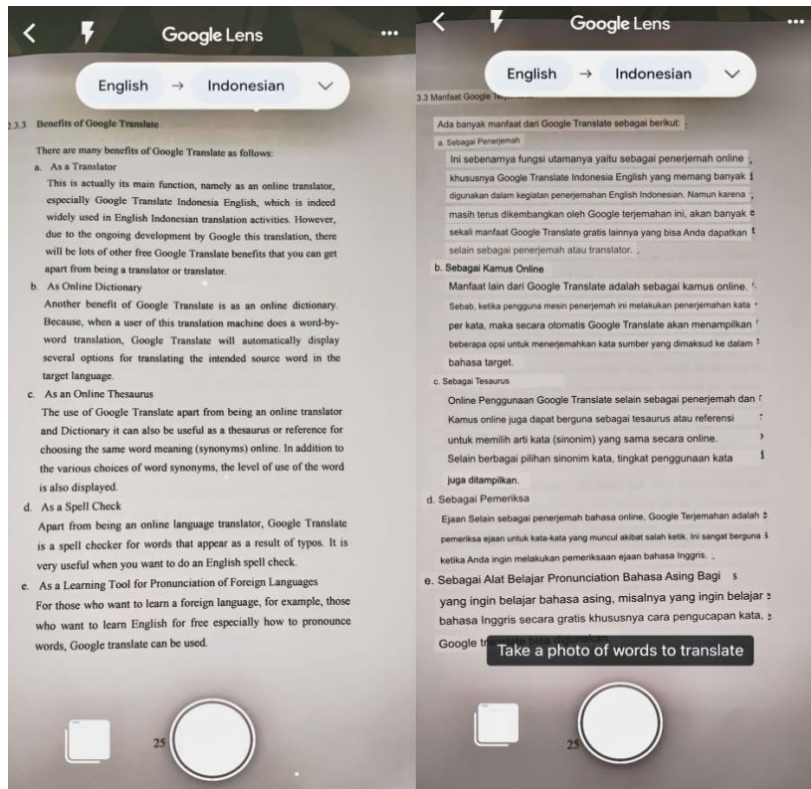 Google Lens
English → Indonesian
2.3.3 Benefits of Google Translate
There are many benefits of Google Translate as follows:
a. As a Translator
This is actually its main function, namely as an online translator,
especially Google Translate Indonesia English, which is indeed
widely used in English Indonesian translation activities. However,
due to the ongoing development by Google this translation, there
will be lots of other free Google Translate benefits that you can get
apart from being a translator or translator.
b. As Online Dictionary
Another benefit of Google Translate is as an online dictionary.
Because, when a user of this translation machine does a word-by-
word translation, Google Translate will automatically display
several options for translating the intended source word in the
target language.
c. As an Online Thesaurus
The use of Google Translate apart from being an online translator
and Dictionary it can also be useful as a thesaurus or reference for
choosing the same word meaning (synonyms) online. In addition to
the various choices of word synonyms, the level of use of the word
is also displayed.
d. As a Spell Check
Apart from being an online language translator, Google Translate
is a spell checker for words that appear as a result of typos. It is
very useful when you want to do an English spell check.
e. As a Learning Tool for Pronunciation of Foreign Languages
For those who want to learn a foreign language, for example, those
who want to learn English for free especially how to pronounce
words, Google translate can be used.
25
Google Lens
English → Indonesian
3.3 Manfaat Google
Ada banyak manfaat dari Google Translate sebagai berikut:
a. Sebagai Penerjemah
Ini sebenarnya fungsi utamanya yaitu sebagai penerjemah online
khususnya Google Translate Indonesia English yang memang banyak
digunakan dalam kegiatan penerjemahan English Indonesian. Namun karena
masih terus dikembangkan oleh Google terjemahan ini, akan banyak
sekali manfaat Google Translate gratis lainnya yang bisa Anda dapatkan
selain sebagai penerjemah atau translator.
b. Sebagai Kamus Online
Manfaat lain dari Google Translate adalah sebagai kamus online.
Sebab, ketika pengguna mesin penerjemah ini melakukan penerjemahan kata
per kata, maka secara otomatis Google Translate akan menampilkan
beberapa opsi untuk menerjemahkan kata sumber yang dimaksud ke dalam
bahasa target.
c. Sebagai Tesaurus
Online Penggunaan Google Translate selain sebagai penerjemah dan
Kamus online juga dapat berguna sebagai tesaurus atau referensi
untuk memilih arti kata (sinonim) yang sama secara online.
Selain berbagai pilihan sinonim kata, tingkat penggunaan kata
juga ditampilkan.
d. Sebagai Pemeriksa
Ejaan Selain sebagai penerjemah bahasa online, Google Terjemahan adalah
pemeriksa ejaan untuk kata-kata yang muncul akibat salah ketik. Ini sangat berguna
ketika Anda ingin melakukan pemeriksaan ejaan bahasa Inggris.
e. Sebagai Alat Belajar Pronunciation Bahasa Asing Bagi
yang ingin belajar bahasa asing, misalnya yang ingin belajar
bahasa Inggris secara gratis khususnya cara pengucapan kata,
Google
Take a photo of words to translate
25